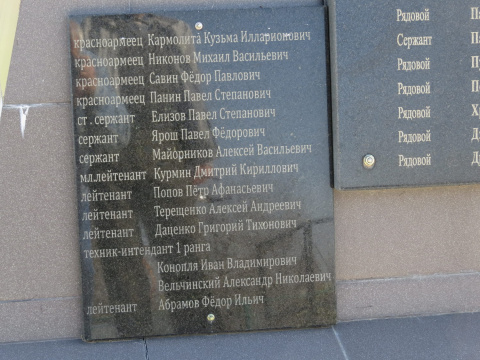 красноармеец Кармолита Кузьма Илларионович
красноармеец Никонов Михаил Васильевич
красноармеец Савин Фёдор Павлович
красноармеец Панин Павел Степанович
ст. сержант Елизов Павел Степанович
сержант Ярош Павел Фёдорович
сержант Майорников Алексей Васильевич
мл.лейтенант Курмин Дмитрий Кириллович
лейтенант Попов Пётр Афанасьевич
лейтенант Терещенко Алексей Андреевич
лейтенант Даценко Григорий Тихонович
техник-интендант 1 ранга
Конопля Иван Владимирович
Вельчинский Александр Николаевич
лейтенант Абрамов Фёдор Ильич
Рядовой
Сержант
Рядовой
Рядовой
Рядовой
Рядовой
Рядовой